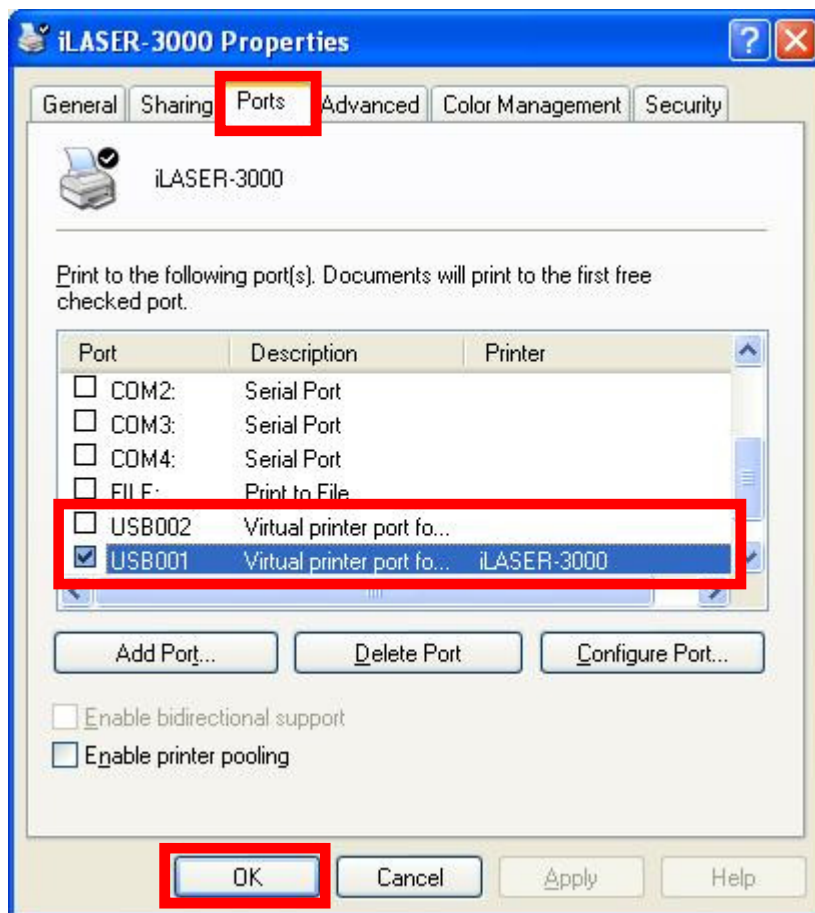 iLASER-3000 Properties
General Sharing Ports Advanced Color Management Security
iLASER-3000
Print to the following port(s). Documents will print to the first free
checked port.
Port Description Printer
COM2: Serial Port
COM3: Serial Port
COM4: Serial Port
FILE: Print to File
USB002 Virtual printer port fo...
USB001 Virtual printer port fo... iLASER-3000
Add Port... Delete Port Configure Port...
Enable bidirectional support
Enable printer pooling
OK Cancel Apply Help